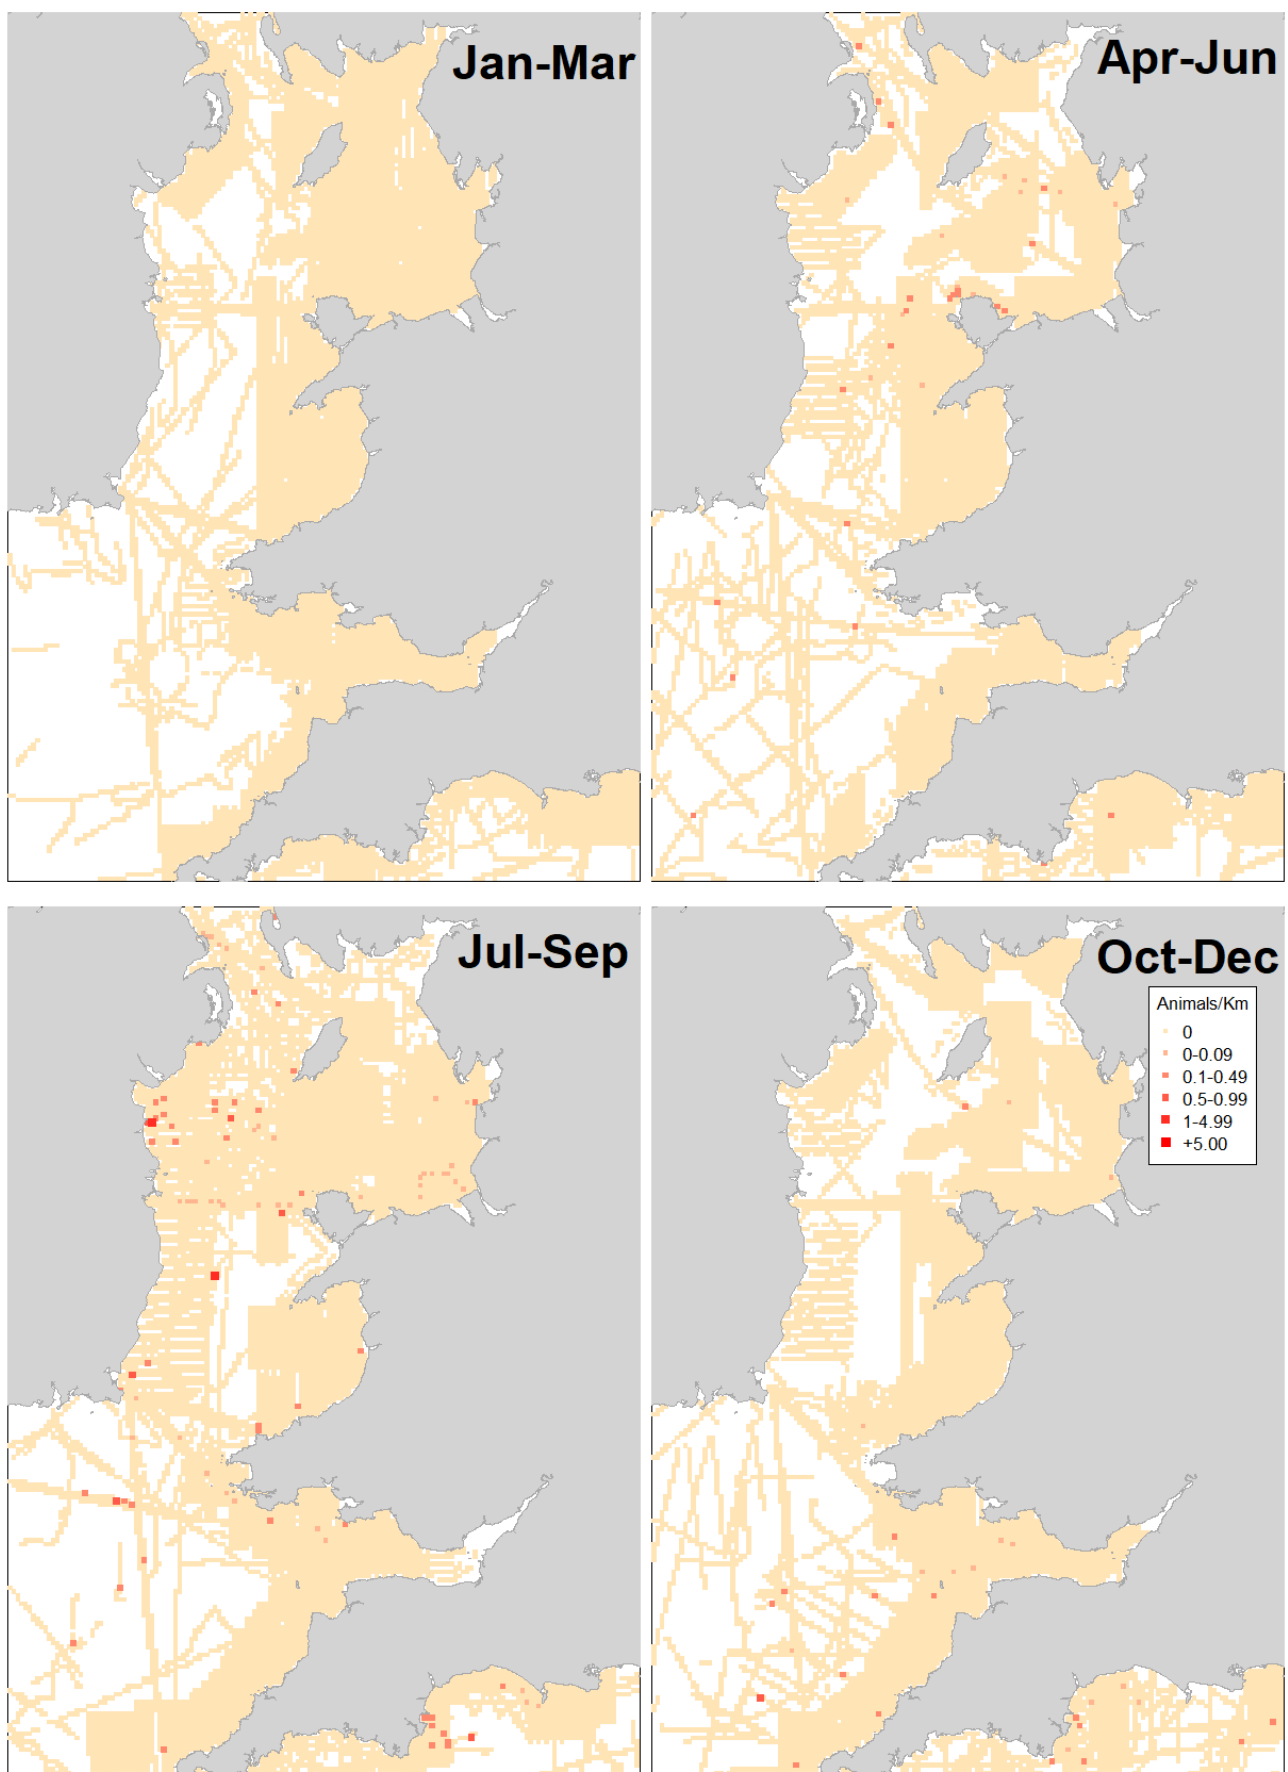 Jan-Mar
Apr-Jun
Jul-Sep
Oct-Dec
Animals/Km
0
0-0.09
0.1-0.49
0.5-0.99
1-4.99
+5.00